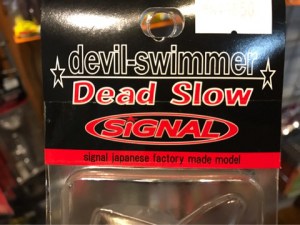 devil-swimmer
Dead Slow
SiGNAL
signal japanese factory made model